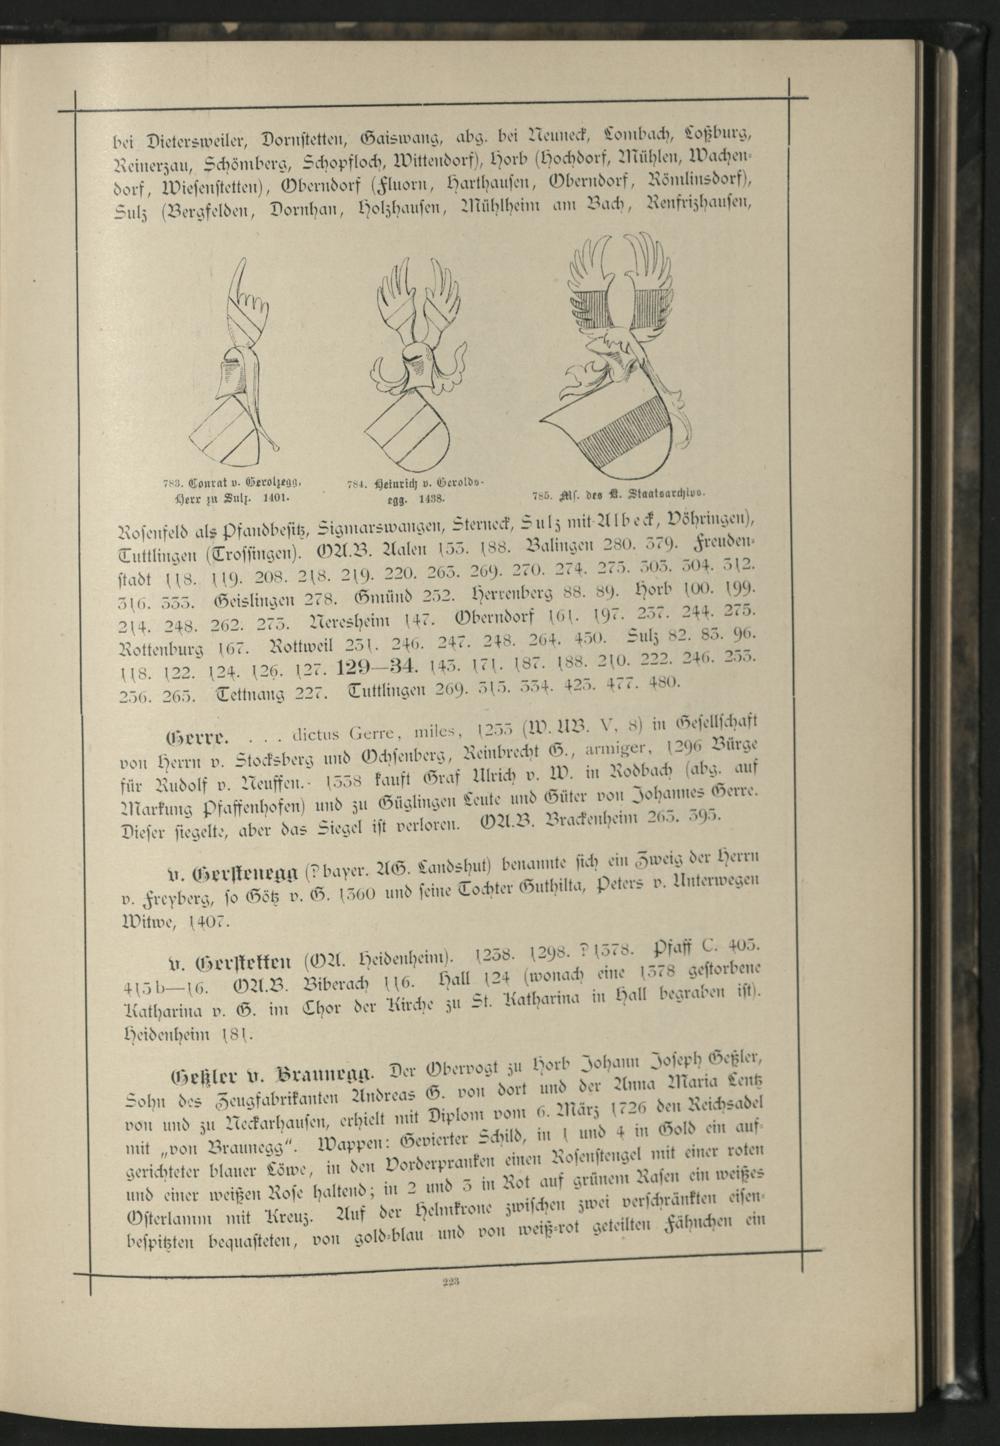 bei Dietersweiler, Dornstetten, Gaiswang, abg. bei Neuneck, Lombach, Loßburg,
Reinerzau, Schömberg, Schopfloch, Wittendorf), Horb (Hochdorf, Mühlen, Wachen-
dorf, Wiesenstetten), Oberndorf (Fluorn, Harthausen, Oberndorf, Römlinsdorf),
Sulz (Bergfelden, Dornhan, Holzhausen, Mühlheim am Bach, Renfrizhausen,
783. Conrat v. Gerolzegg,
Herr zu Sulz. 1401.
784. Heinrich v. Gerolds-
egg. 1438.
785. Ms. des K. Staatsarchivs.
Rosenfeld als Pfandbesitz, Sigmarswangen, Sterneck, Sulz mit Albeck, Vöhringen),
Tuttlingen (Trossingen). OA.B. Aalen 133. 188. Balingen 280. 379. Freuden-
stadt 118. 119. 208. 218. 219. 220. 263. 269. 270. 274. 275. 303. 304. 312.
316. 333. Geislingen 278. Gmünd 232. Herrenberg 88. 89. Horb 100. 199.
214. 248. 262. 273. Neresheim 147. Oberndorf 161. 197. 237. 244. 275.
Rottenburg 167. Rottweil 231. 246. 247. 248. 264. 430. Sulz 82. 83. 96.
118. 122. 124. 126. 127. 129—34. 143. 171. 187. 188. 210. 222. 246. 253.
256. 265. Tettnang 227. Tuttlingen 269. 315. 334. 423. 477. 480.
Gerre. . . . dictus Gerre, miles, 1253 (W. UB. V, 8) in Gesellschaft
von Herrn v. Stocksberg und Ochsenberg, Reinbrecht G., armiger, 1296 Bürge
für Rudolf v. Neuffen. 1338 kauft Graf Ulrich v. W. in Rodbach (abg. auf
Markung Pfaffenhofen) und zu Güglingen Leute und Güter von Johannes Gerre.
Dieser siegelte, aber das Siegel ist verloren. OA.B. Brackenheim 263. 393.
v. Gerstenegg (? bayer. AG. Landshut) benannte sich ein Zweig der Herrn
v. Freyberg, so Götz v. G. 1360 und seine Tochter Guthilta, Peters v. Unterwegen
Witwe, 1407.
v. Gerstetten (OA. Heidenheim). 1238. 1298. ? 1378. Pfaff C. 403.
415b—16. OA.B. Biberach 116. Hall 124 (wonach eine 1378 gestorbene
Katharina v. G. im Chor der Kirche zu St. Katharina in Hall begraben ist).
Heidenheim 181.
Geßler v. Braunegg. Der Obervogt zu Horb Johann Joseph Geßler,
Sohn des Zeugfabrikanten Andreas G. von dort und der Anna Maria Lentz
von und zu Neckarhausen, erhielt mit Diplom vom 6. März 1726 den Reichsadel
mit „von Braunegg“. Wappen: Gevierter Schild, in 1 und 4 in Gold ein auf-
gerichteter blauer Löwe, in den Vorderpranken einen Rosenstengel mit einer roten
und einer weißen Rose haltend; in 2 und 3 in Rot auf grünem Rasen ein weißes
Osterlamm mit Kreuz. Auf der Helmkrone zwischen zwei verschränkten eisen-
bespitzten bequasteten, von gold-blau und von weiß-rot geteilten Fähnchen ein
223